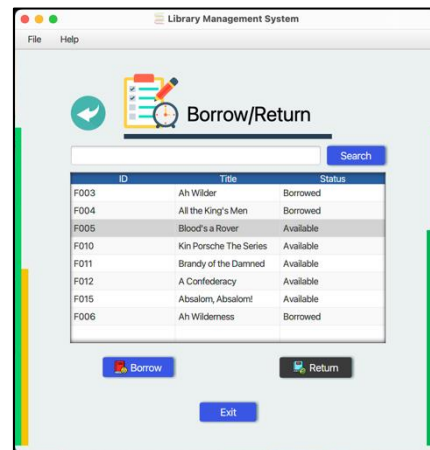 Library Management System
File Help
Borrow/Return
Search
ID Title Status
F003 Ah Wilder Borrowed
F004 All the King's Men Borrowed
F005 Blood's a Rover Available
F010 Kin Porsche The Series Available
F011 Brandy of the Damned Available
F012 A Confederacy Available
F015 Absalom, Absalom! Available
F006 Ah Wilderness Borrowed
Borrow Return
Exit